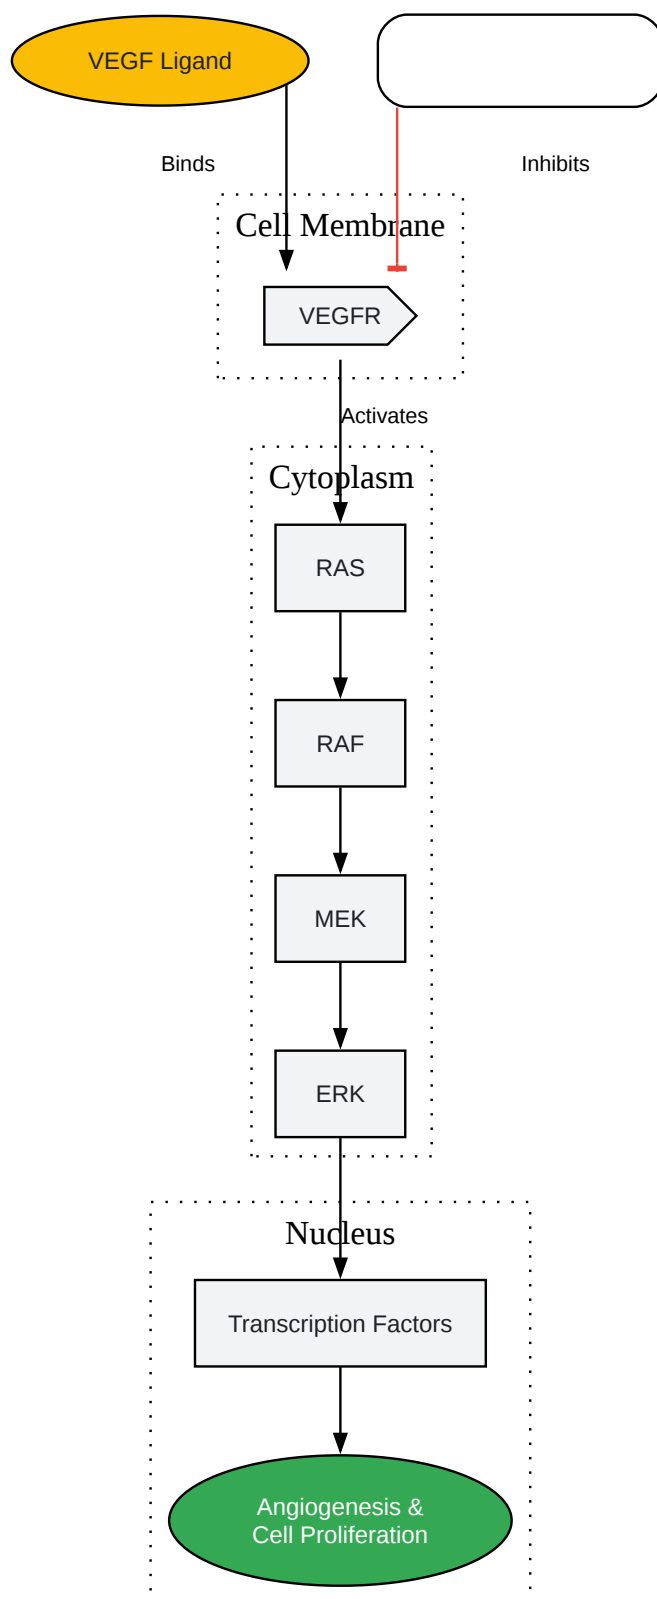 VEGF Ligand
Binds
Inhibits
Cell Membrane
VEGFR
Activates
Cytoplasm
RAS
RAF
MEK
ERK
Nucleus
Transcription Factors
Angiogenesis &
Cell Proliferation